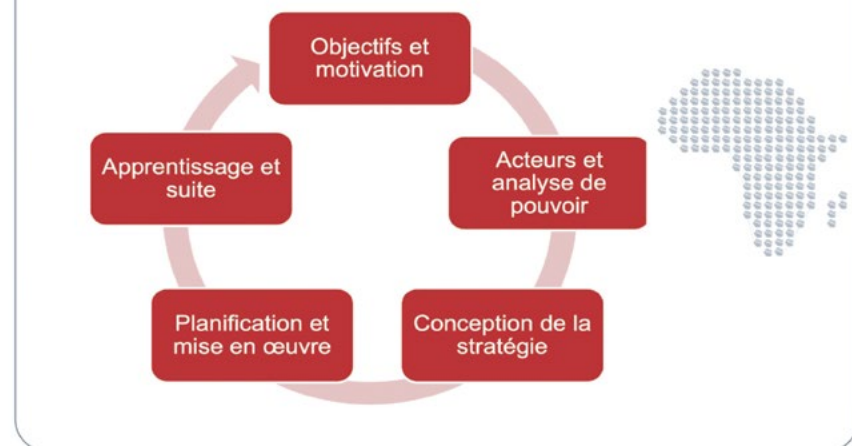 Objectifs et
motivation
Acteurs et
analyse de
pouvoir
Conception de la
stratégie
Planification et
mise en œuvre
Apprentissage et
suite